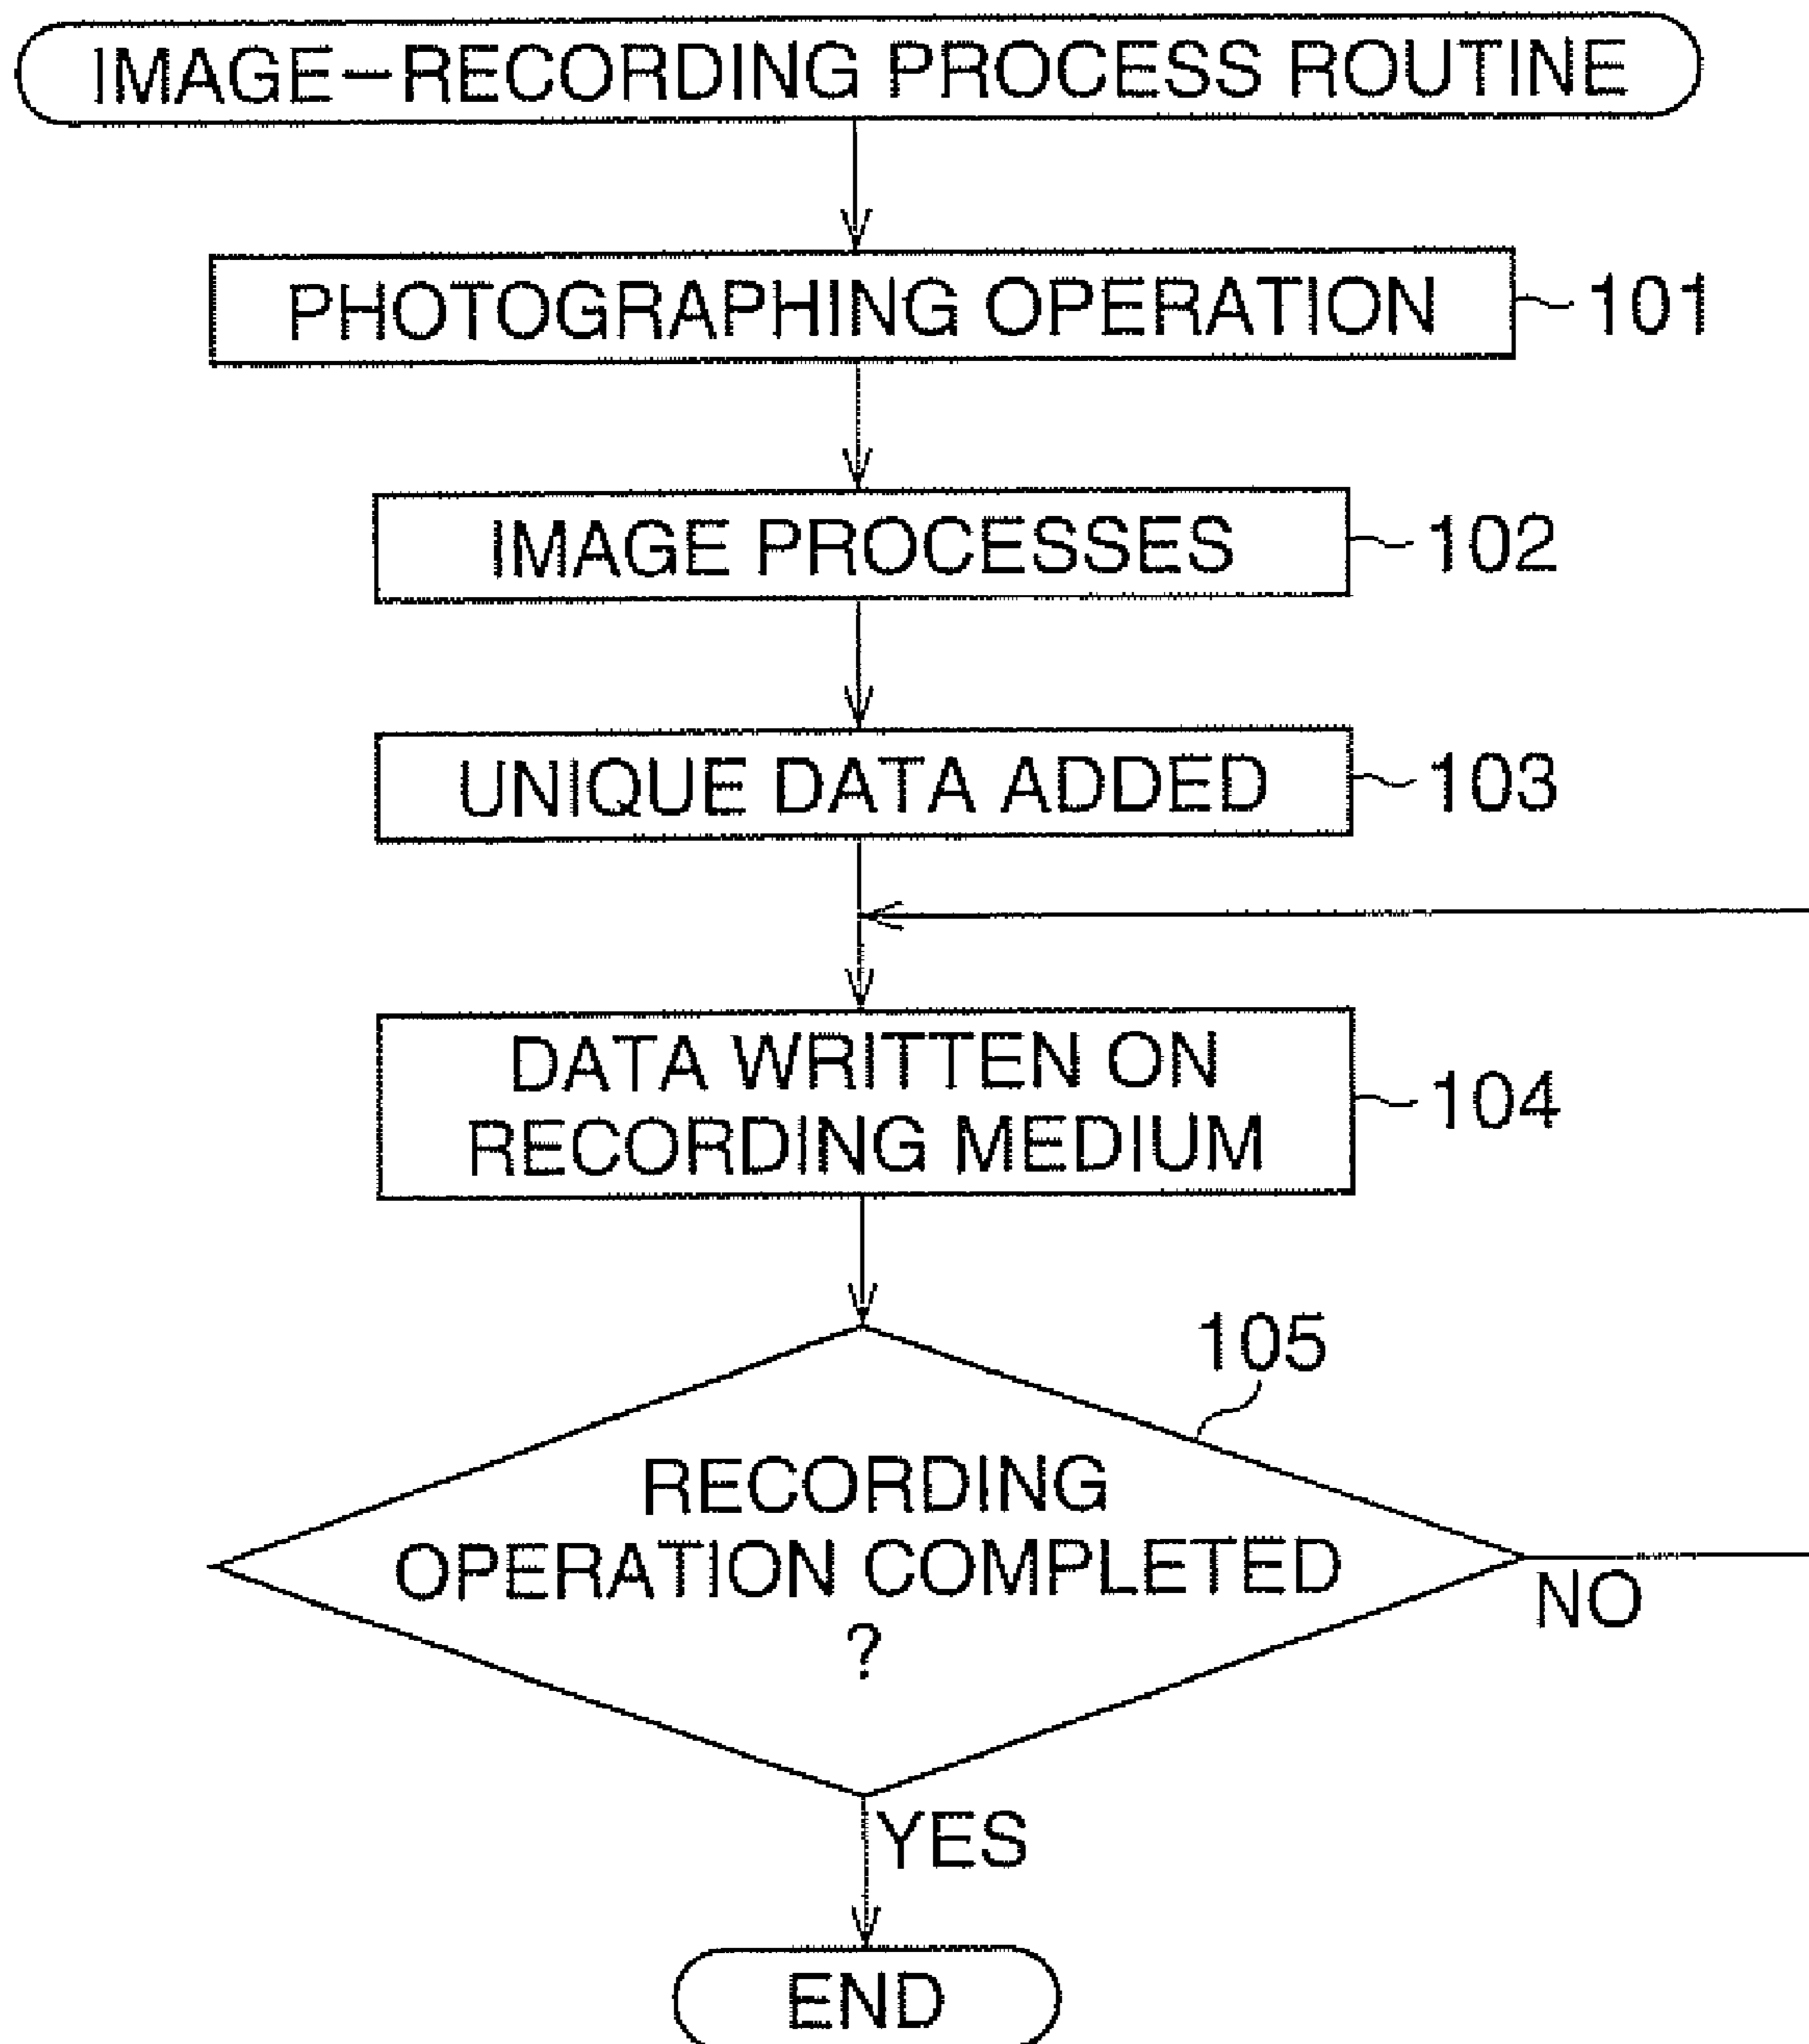 IMAGE-RECORDING PROCESS ROUTINE
PHOTOGRAPHING OPERATION
101
IMAGE PROCESSES
102
UNIQUE DATA ADDED
103
DATA WRITTEN ON
RECORDING MEDIUM
104
105
RECORDING
OPERATION COMPLETED
?
NO
YES
END